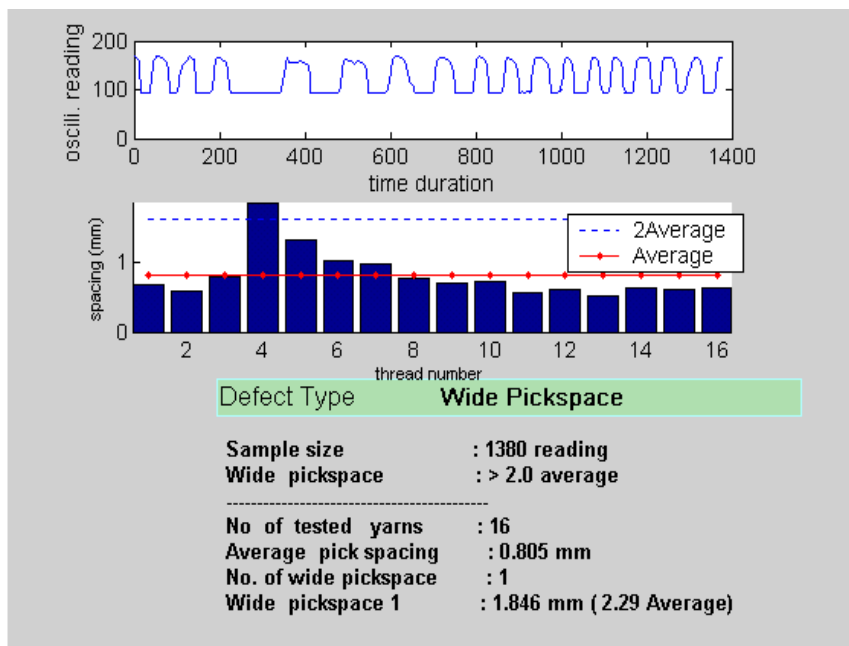 oscili. reading
200
100
0
0 200 400 600 800 1000 1200 1400
time duration
spacing (mm)
1
0
2Average
Average
2 4 6 8 10 12 14 16
thread number
Defect Type Wide Pickspace
Sample size : 1380 reading
Wide pickspace : > 2.0 average
--------------------------------------------
No of tested yarns : 16
Average pick spacing : 0.805 mm
No. of wide pickspace : 1
Wide pickspace 1 : 1.846 mm ( 2.29 Average)